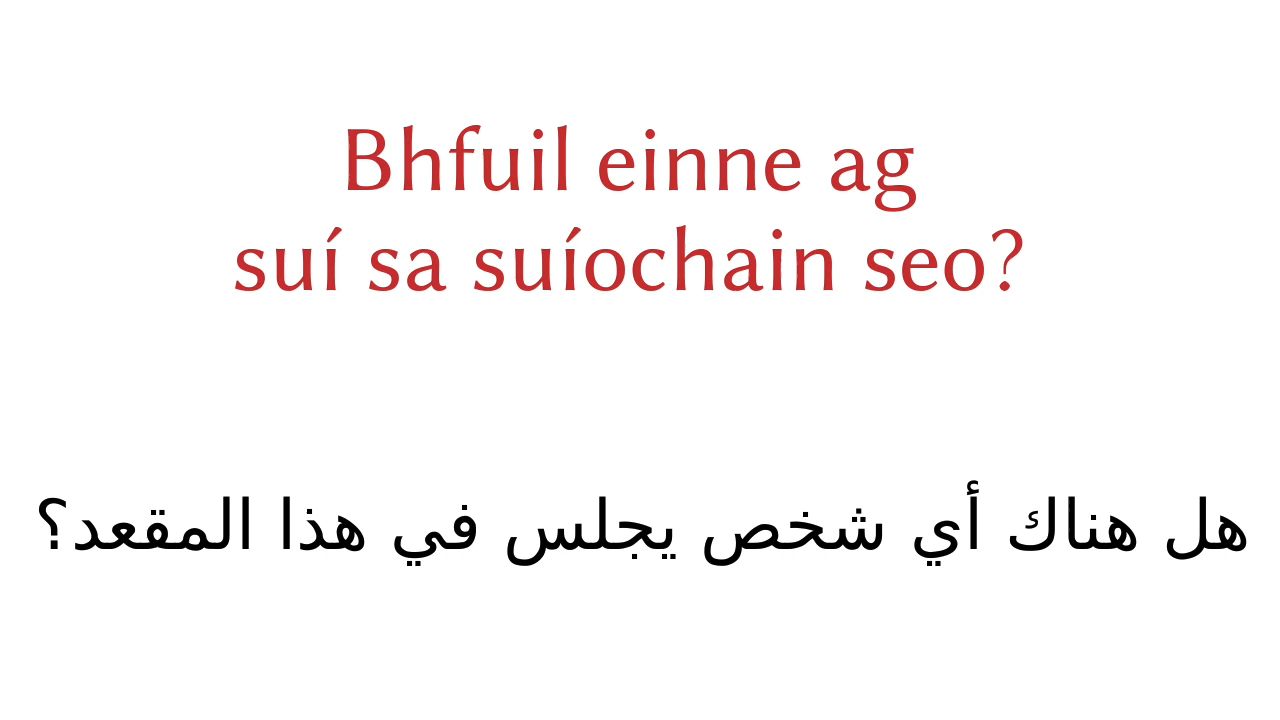 Bhfuil einne ag
suí sa suíochain seo?
هل هناك أي شخص يجلس في هذا المقعد؟